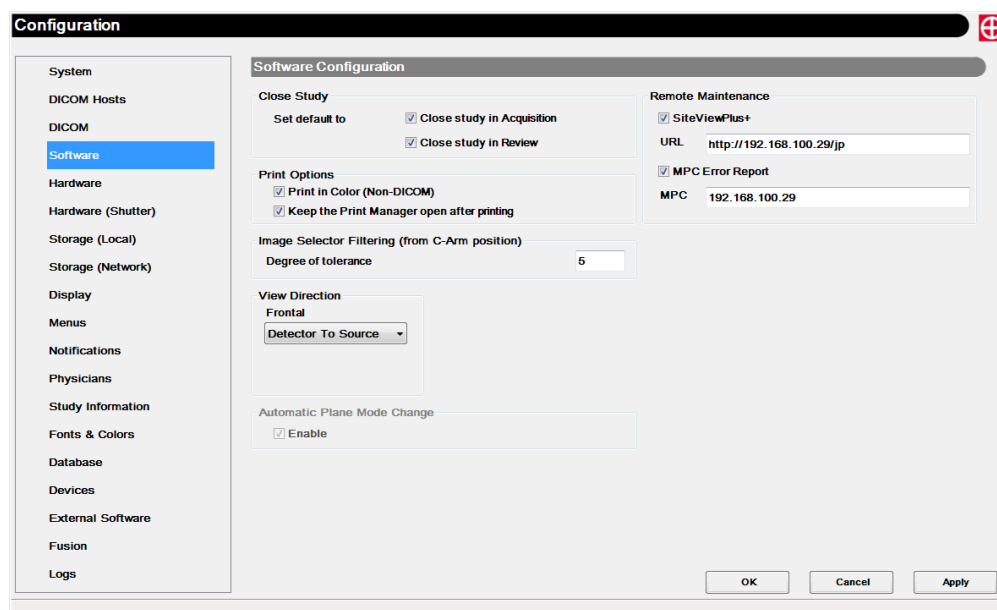 Configuration
System
DICOM Hosts
DICOM
Software
Hardware
Hardware (Shutter)
Storage (Local)
Storage (Network)
Display
Menus
Notifications
Physicians
Study Information
Fonts & Colors
Database
Devices
External Software
Fusion
Logs
Software Configuration
Close Study
Set default to
Close study in Acquisition
Close study in Review
Print Options
Print in Color (Non-DICOM)
Keep the Print Manager open after printing
Image Selector Filtering (from C-Arm position)
Degree of tolerance 5
View Direction
Frontal
Detector To Source
Automatic Plane Mode Change
Enable
Remote Maintenance
SiteViewPlus+
URL http://192.168.100.29/jp
MPC Error Report
MPC 192.168.100.29
OK Cancel Apply